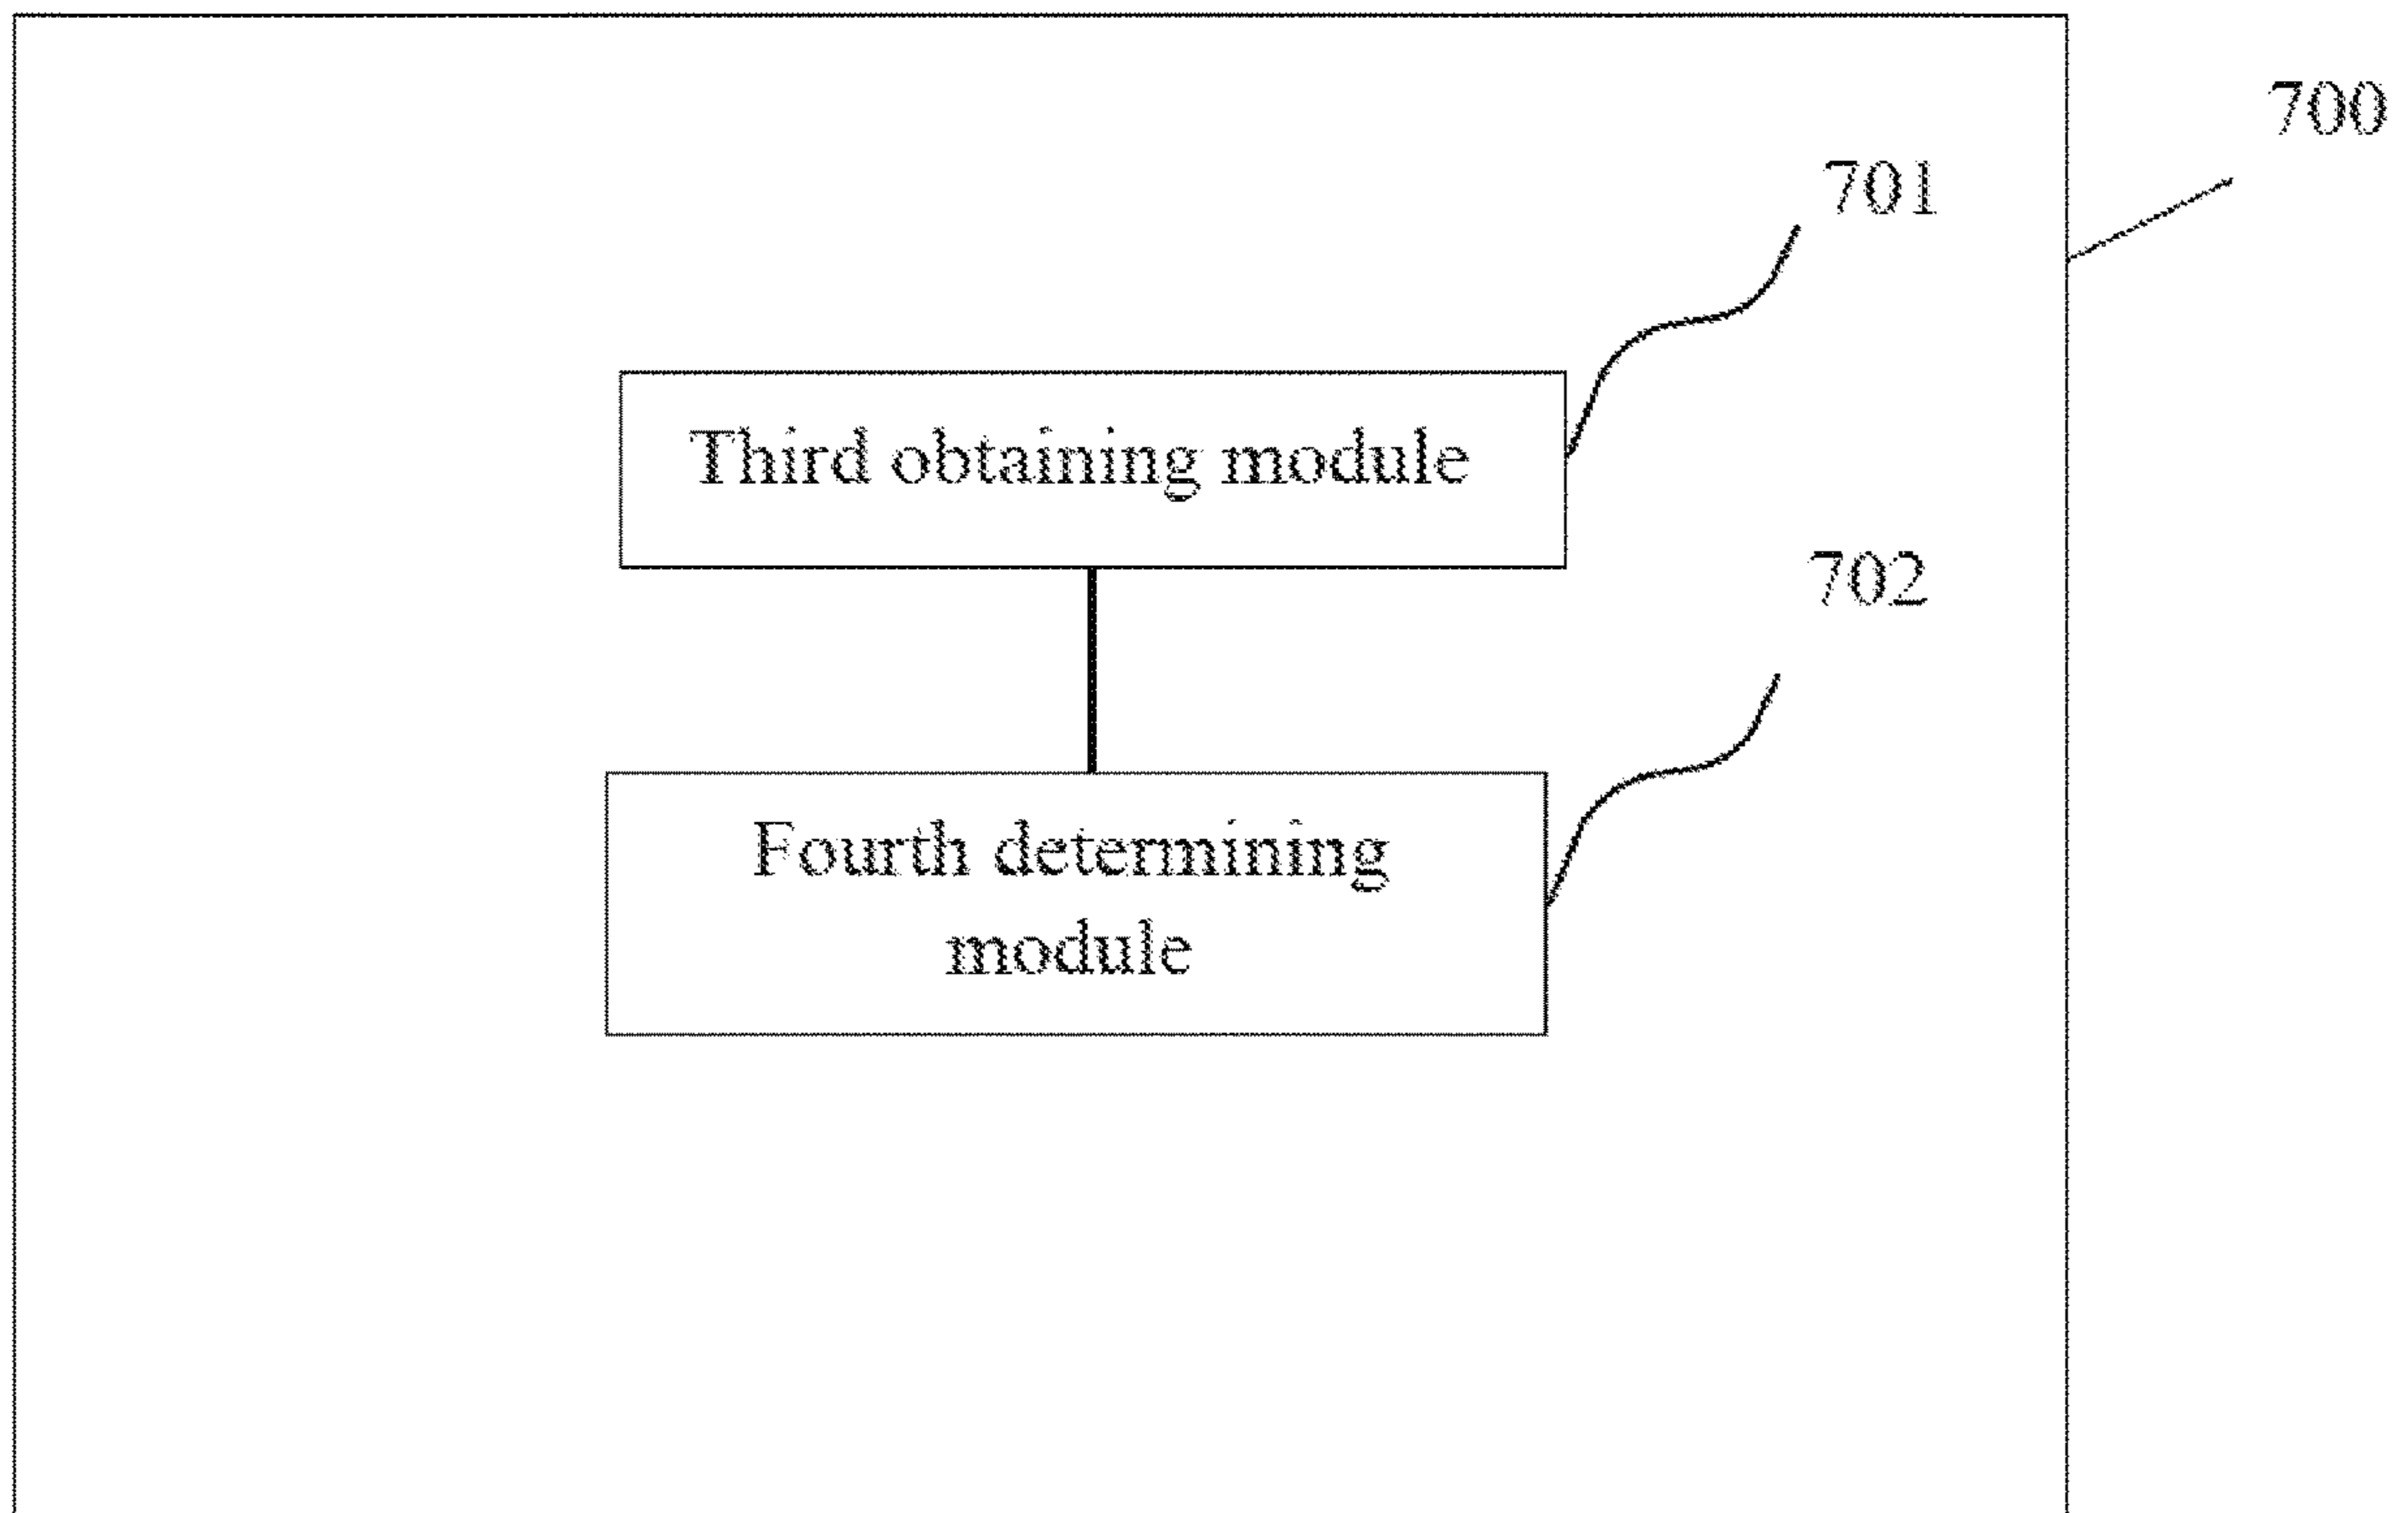 700
701
Third obtaining module
702
Fourth determining
module